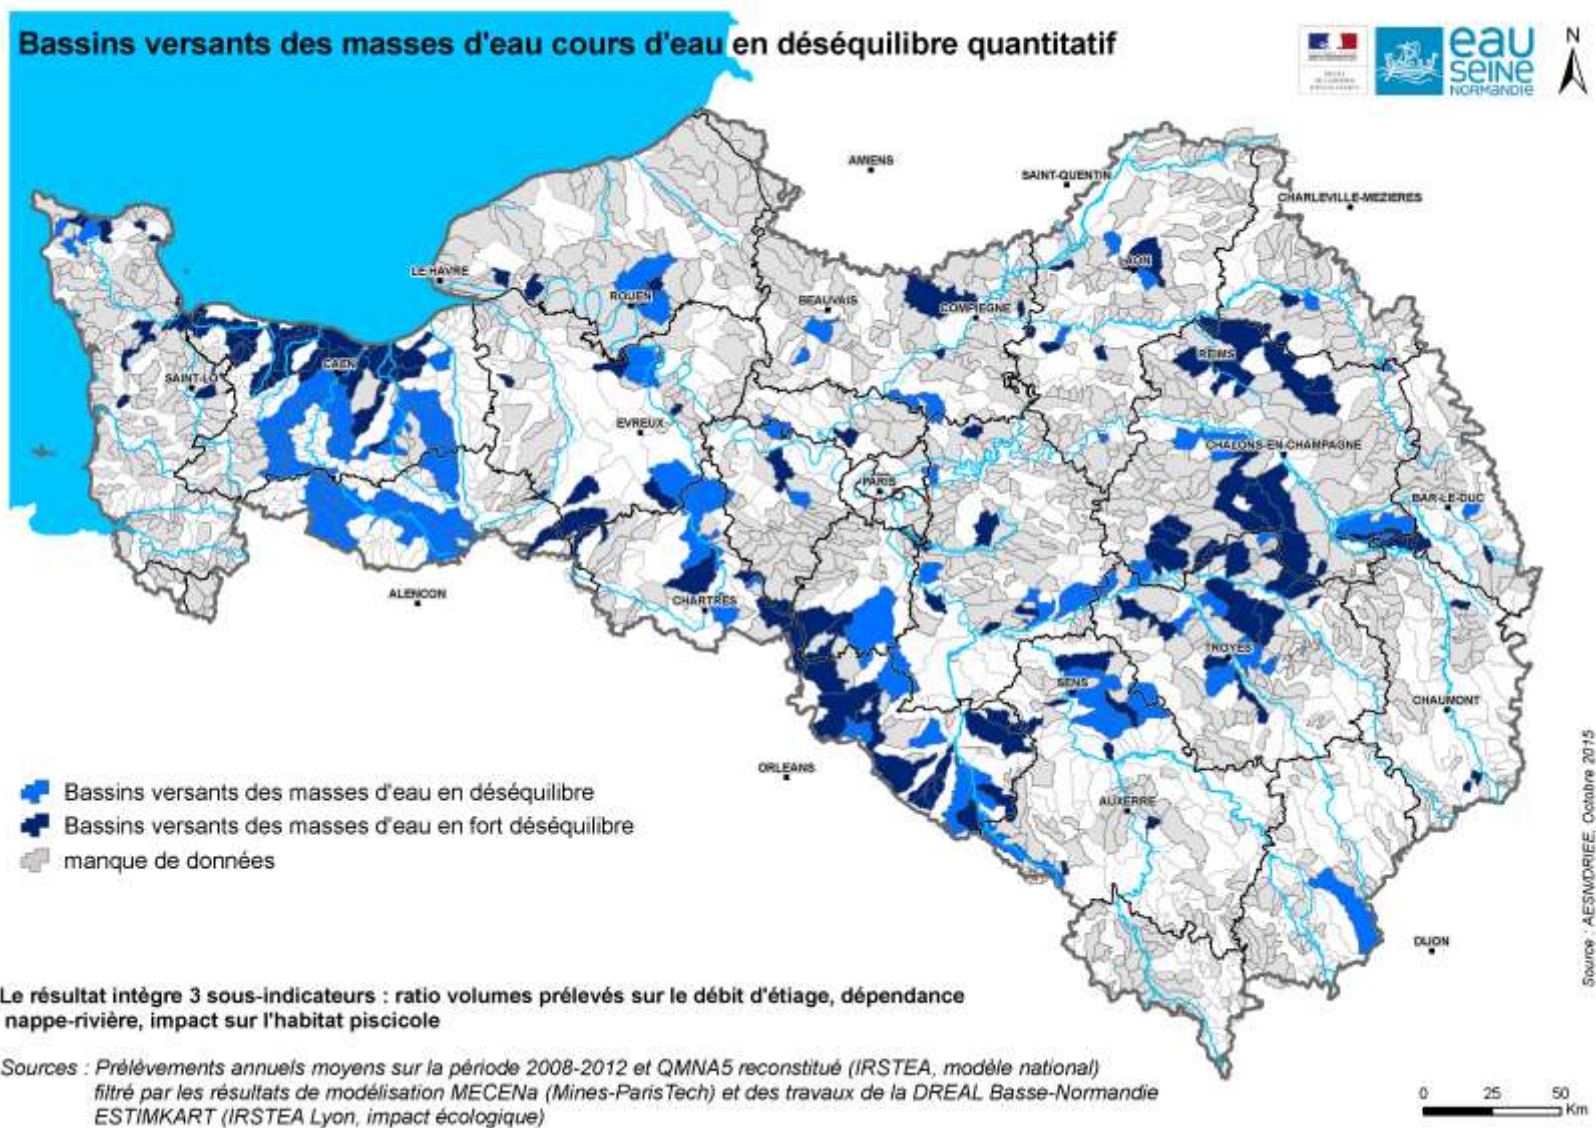 Bassins versants des masses d'eau cours d'eau en déséquilibre quantitatif
eau
SEINE
NORMANDIE
N
AMIENS
SAINT-QUENTIN
CHARLEVILLE-MEZIERES
LE HAVRE
ROUEN
BEAUVAIS
COMPIEGNE
REIMS
CAEN
SAINT-LO
EVREUX
CHALONS-EN-CHAMPAGNE
PARIS
BAR-LE-DUC
ALENCON
CHARTRES
TROYES
SENS
CHAUMONT
ORLEANS
AUXERRE
DIJON
Bassins versants des masses d'eau en déséquilibre
Bassins versants des masses d'eau en fort déséquilibre
manque de données
Le résultat intègre 3 sous-indicateurs : ratio volumes prélevés sur le débit d'étiage, dépendance
nappe-rivière, impact sur l'habitat piscicole
Sources : Prélèvements annuels moyens sur la période 2008-2012 et QMNA5 reconstitué (IRSTEA, modèle national)
filtré par les résultats de modélisation MECENa (Mines-ParisTech) et des travaux de la DREAL Basse-Normandie
ESTIMKART (IRSTEA Lyon, impact écologique)
Source : AESN/DRIEE, Octobre 2015
0 25 50
Km